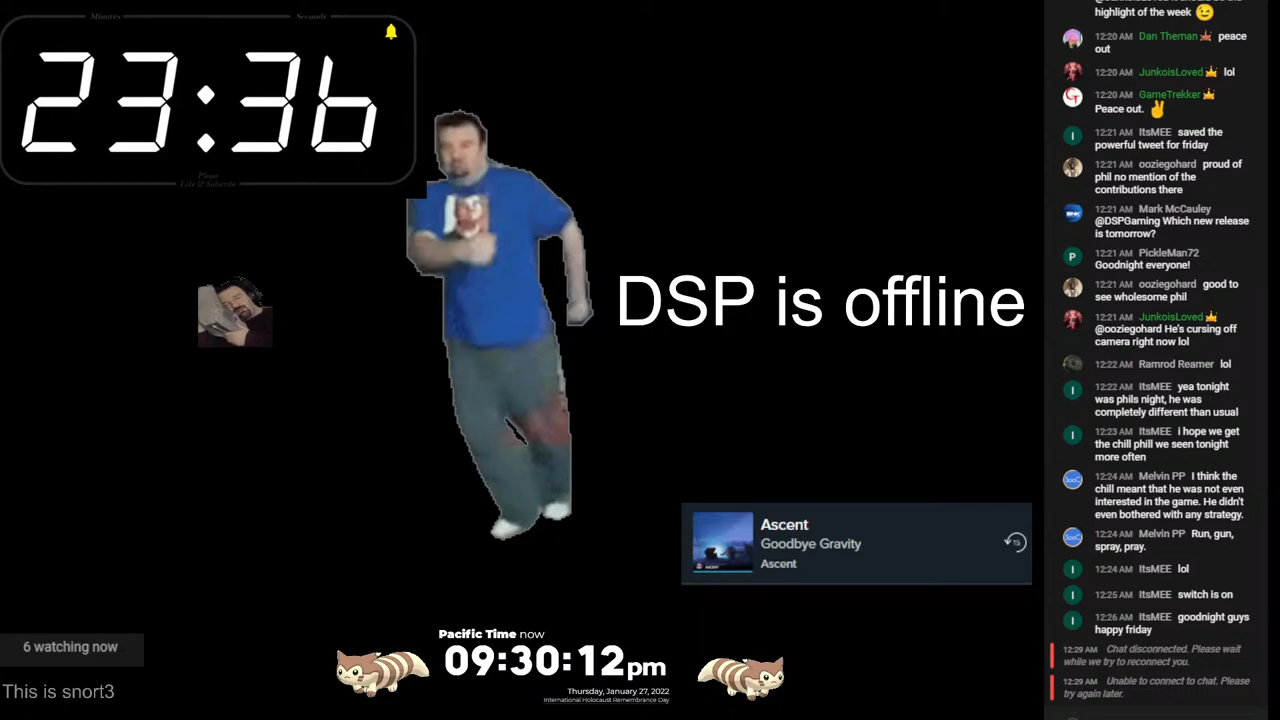 Minutes
Seconds
23:36
Please
Like & Subscribe
DSP is offline
Ascent
Goodbye Gravity
Ascent
15
6 watching now
This is snort3
Pacific Time now
09:30:12pm
Thursday, January 27, 2022
International Holocaust Remembrance Day
highlight of the week
12:20 AM Dan Theman peace
out
12:20 AM JunkoisLoved lol
12:20 AM GameTrekker
Peace out.
12:21 AM ItsMEE saved the
powerful tweet for friday
12:21 AM ooziegohard proud of
phil no mention of the
contributions there
12:21 AM Mark McCauley
@DSPGaming Which new release
is tomorrow?
12:21 AM PickleMan72
Goodnight everyone!
12:21 AM ooziegohard good to
see wholesome phil
12:21 AM JunkoisLoved
@ooziegohard He's cursing off
camera right now lol
12:22 AM Ramrod Reamer lol
12:22 AM ItsMEE yea tonight
was phils night, he was
completely different than usual
12:23 AM ItsMEE i hope we get
the chill phill we seen tonight
more often
12:24 AM Melvin PP I think the
chill meant that he was not even
interested in the game. He didn't
even bothered with any strategy.
12:24 AM Melvin PP Run, gun,
spray, pray.
12:24 AM ItsMEE lol
12:25 AM ItsMEE switch is on
12:26 AM ItsMEE goodnight guys
happy friday
12:29 AM Chat disconnected. Please wait
while we try to reconnect you.
12:29 AM Unable to connect to chat. Please
try again later.